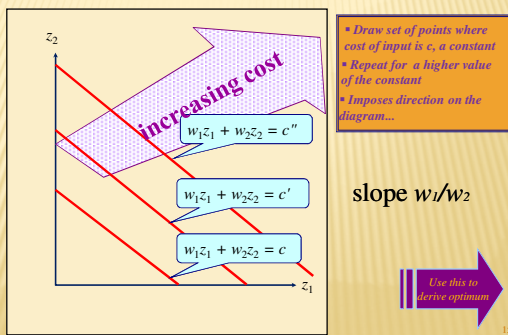 z₂
increasing cost
w₁z₁ + w₂z₂ = c″
w₁z₁ + w₂z₂ = c′
w₁z₁ + w₂z₂ = c
z₁
▪ Draw set of points where
cost of input is c, a constant
▪ Repeat for a higher value
of the constant
▪ Imposes direction on the
diagram...
slope w₁/w₂
Use this to
derive optimum